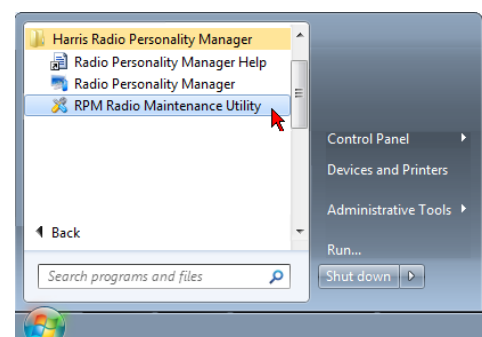 Harris Radio Personality Manager
Radio Personality Manager Help
Radio Personality Manager
RPM Radio Maintenance Utility
Back
Search programs and files
Control Panel
Devices and Printers
Administrative Tools
Run...
Shut down